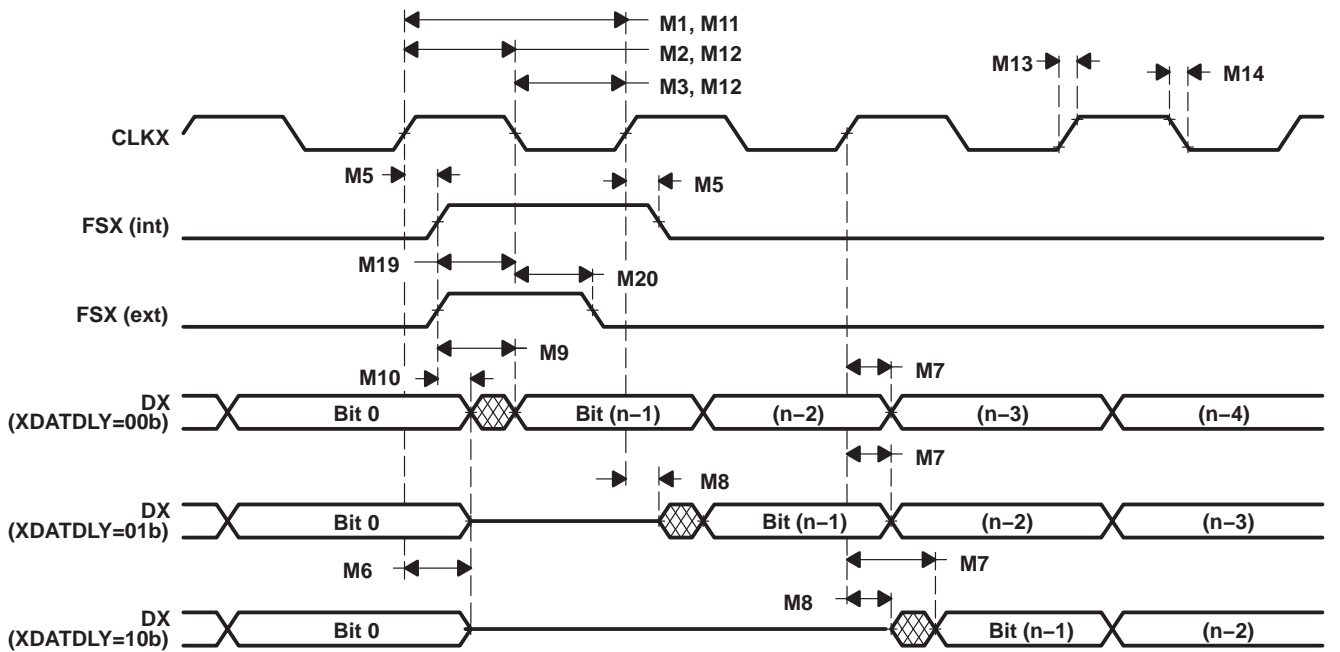 M1, M11
M2, M12
M3, M12
M13
M14
CLKX
M5
M5
FSX (int)
M19
M20
FSX (ext)
M9
M10
M7
DX
(XDATDLY=00b)
Bit 0
Bit (n–1)
(n–2)
(n–3)
(n–4)
M7
M8
DX
(XDATDLY=01b)
Bit 0
Bit (n–1)
(n–2)
(n–3)
M6
M7
M8
DX
(XDATDLY=10b)
Bit 0
Bit (n–1)
(n–2)